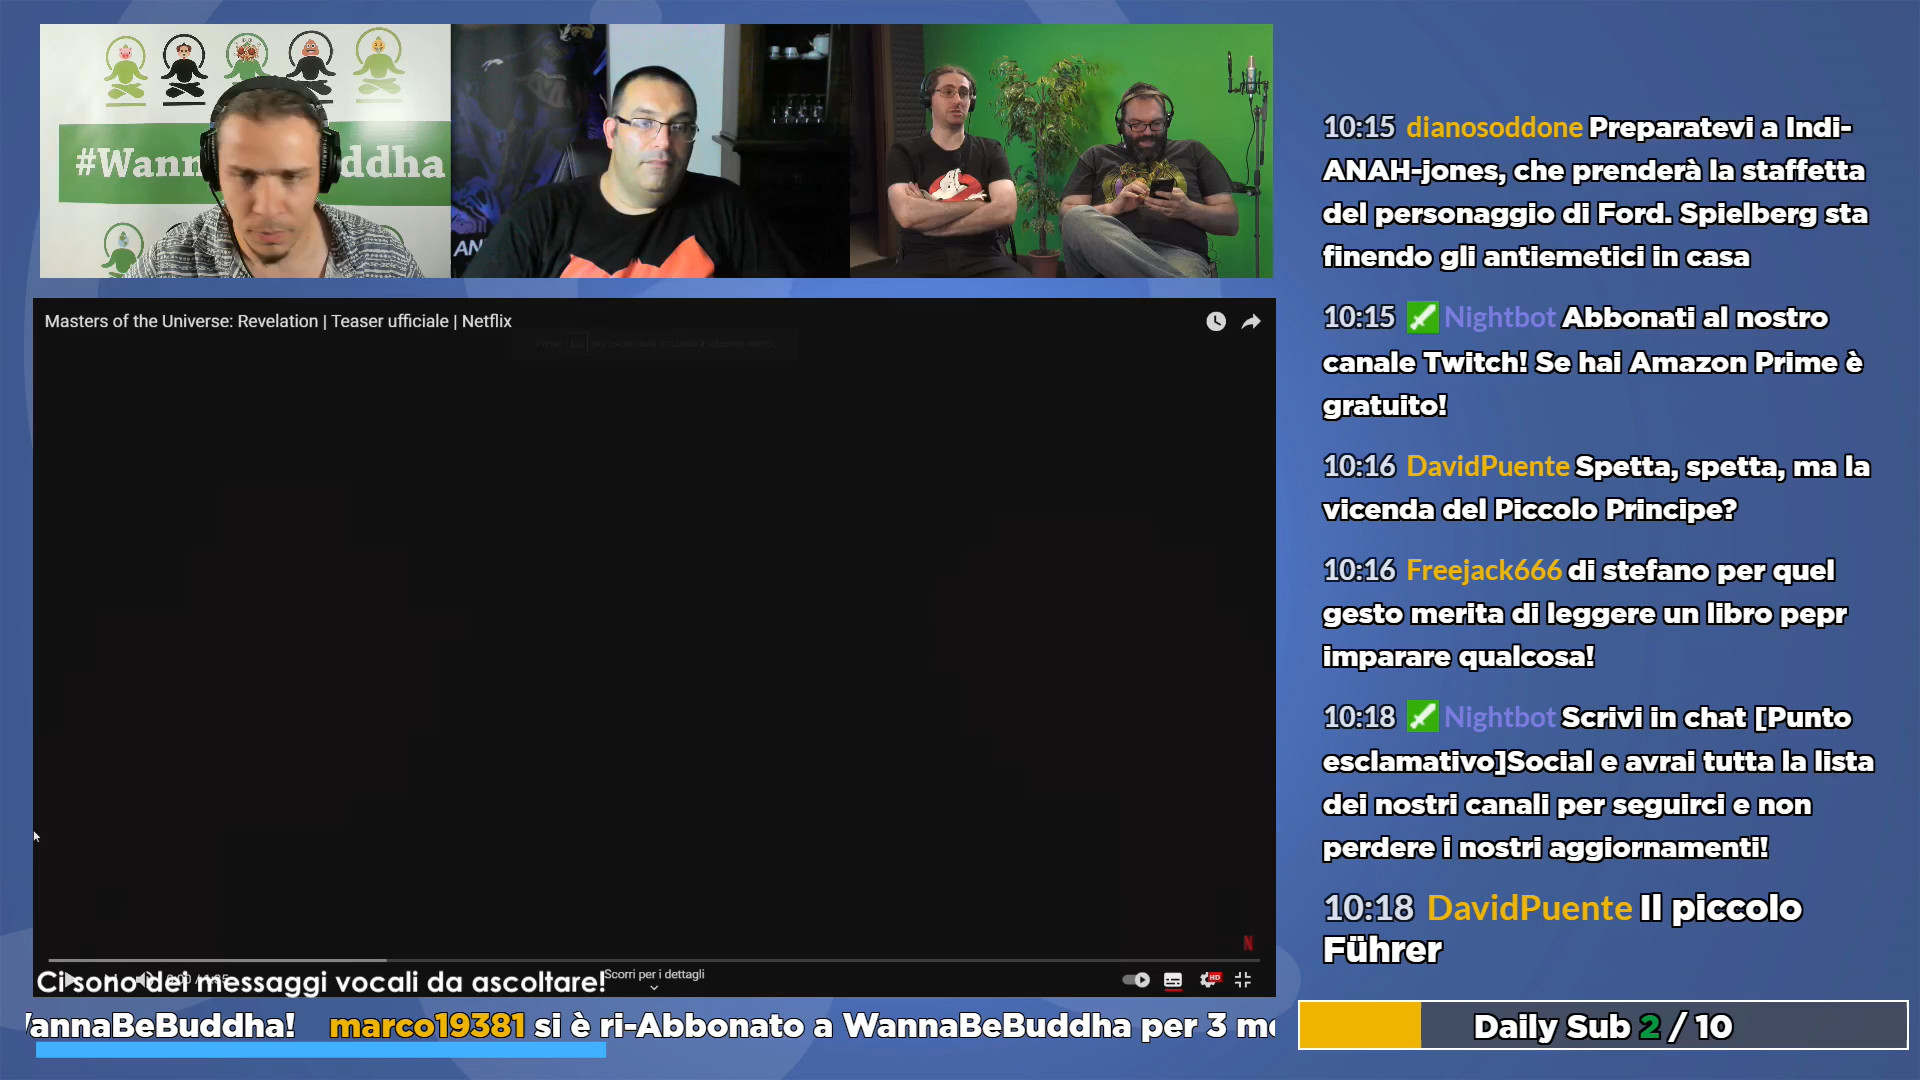 #Wann
ddha
AN
Masters of the Universe: Revelation | Teaser ufficiale | Netflix
N
Scorri per i dettagli
HD
Ci sono dei messaggi vocali da ascoltare!
annaBeBuddha! marco19381 si è ri-Abbonato a WannaBeBuddha per 3 m
10:15 dianosoddone Preparatevi a Indi-
ANAH-jones, che prenderà la staffetta
del personaggio di Ford. Spielberg sta
finendo gli antiemetici in casa
10:15 Nightbot Abbonati al nostro
canale Twitch! Se hai Amazon Prime è
gratuito!
10:16 DavidPuente Spetta, spetta, ma la
vicenda del Piccolo Principe?
10:16 Freejack666 di stefano per quel
gesto merita di leggere un libro pepr
imparare qualcosa!
10:18 Nightbot Scrivi in chat [Punto
esclamativo]Social e avrai tutta la lista
dei nostri canali per seguirci e non
perdere i nostri aggiornamenti!
10:18 DavidPuente Il piccolo
Führer
Daily Sub 2 / 10